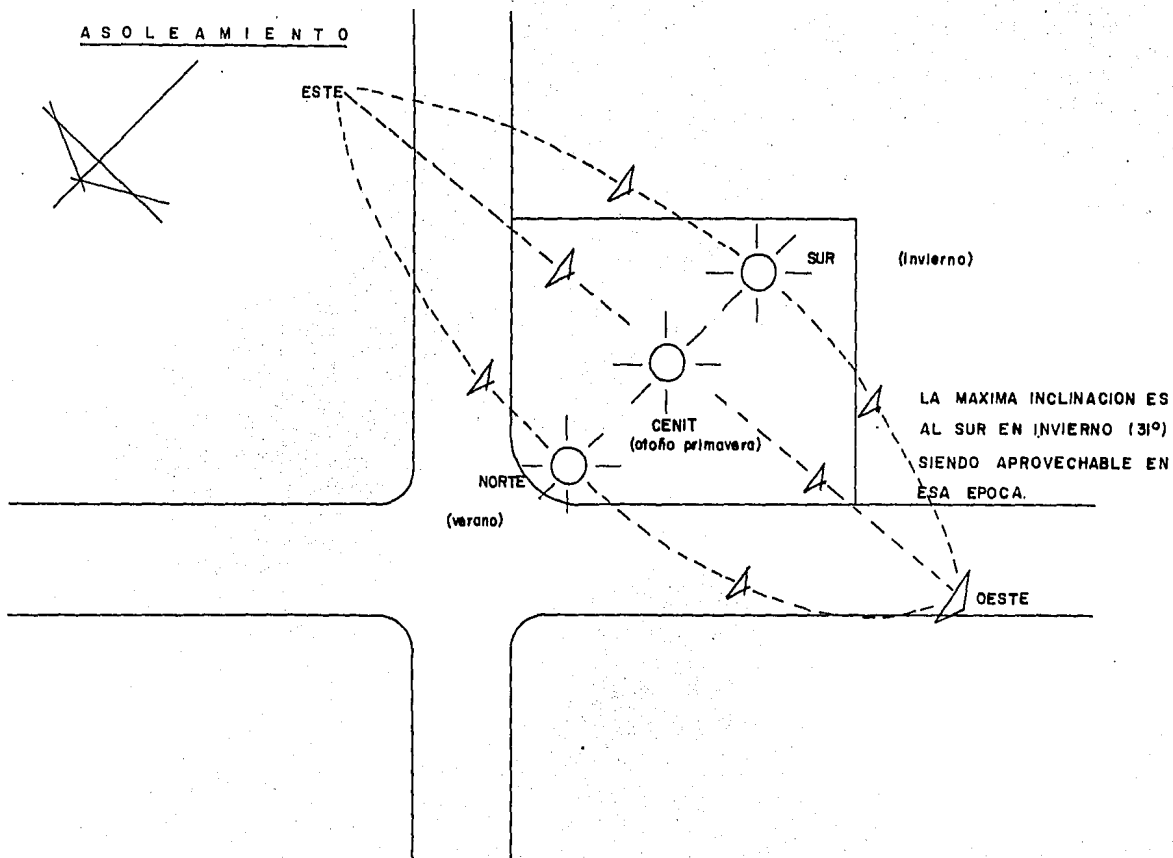 ASOLEAMIENTO
ESTE
SUR
(invierno)
CENIT
(otoño primavera)
LA MAXIMA INCLINACION ES
AL SUR EN INVIERNO (31º)
SIENDO APROVECHABLE EN
ESA EPOCA.
NORTE
(verano)
OESTE